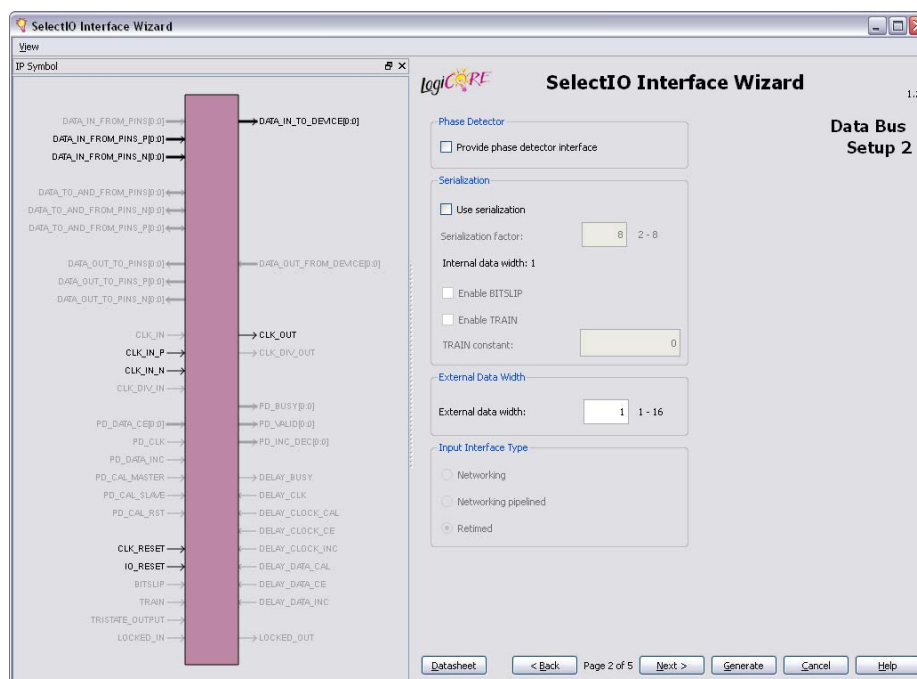 SelectIO Interface Wizard
View
IP Symbol
DATA_IN_FROM_PINS[0:0]
DATA_IN_FROM_PINS_P[0:0]
DATA_IN_FROM_PINS_N[0:0]
DATA_TO_AND_FROM_PINS[0:0]
DATA_TO_AND_FROM_PINS_N[0:0]
DATA_TO_AND_FROM_PINS_P[0:0]
DATA_OUT_TO_PINS[0:0]
DATA_OUT_TO_PINS_P[0:0]
DATA_OUT_TO_PINS_N[0:0]
CLK_IN
CLK_IN_P
CLK_IN_N
CLK_DIV_IN
PD_DATA_CE[0:0]
PD_CLK
PD_DATA_INC
PD_CAL_MASTER
PD_CAL_SLAVE
PD_CAL_RST
CLK_RESET
IO_RESET
BITSLIP
TRAIN
TRISTATE_OUTPUT
LOCKED_IN
DATA_IN_TO_DEVICE[0:0]
DATA_OUT_FROM_DEVICE[0:0]
CLK_OUT
CLK_DIV_OUT
PD_BUSY[0:0]
PD_VALID[0:0]
PD_INC_DEC[0:0]
DELAY_BUSY
DELAY_CLK
DELAY_CLOCK_CAL
DELAY_CLOCK_CE
DELAY_CLOCK_INC
DELAY_DATA_CAL
DELAY_DATA_CE
DELAY_DATA_INC
LOCKED_OUT
LogiCORE
SelectIO Interface Wizard
Data Bus
Setup 2
Phase Detector
Provide phase detector interface
Serialization
Use serialization
Serialization factor: 8 2 - 8
Internal data width: 1
Enable BITSLIP
Enable TRAIN
TRAIN constant: 0
External Data Width
External data width: 1 1 - 16
Input Interface Type
Networking
Networking pipelined
Retimed
Datasheet < Back Page 2 of 5 Next > Generate Cancel Help